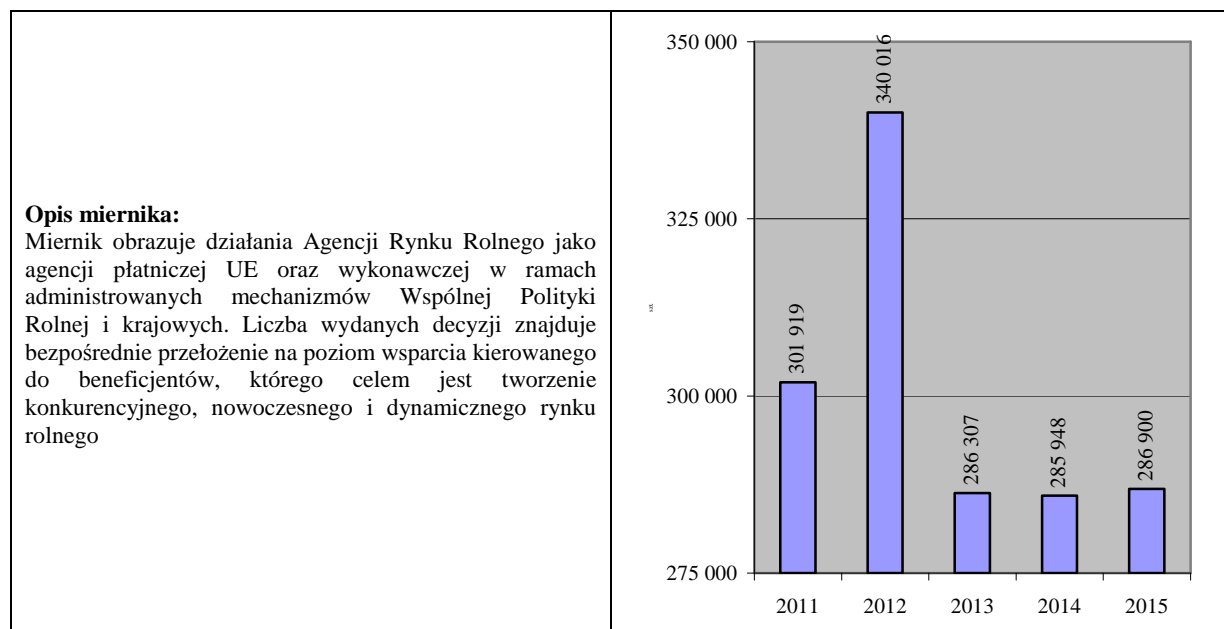 Opis miernika:
Miernik obrazuje działania Agencji Rynku Rolnego jako
agencji płatniczej UE oraz wykonawczej w ramach
administrowanych mechanizmów Wspólnej Polityki
Rolnej i krajowych. Liczba wydanych decyzji znajduje
bezpośrednie przełożenie na poziom wsparcia kierowanego
do beneficjentów, którego celem jest tworzenie
konkurencyjnego, nowoczesnego i dynamicznego rynku
rolnego
350 000
325 000
300 000
275 000
szt.
301 919
340 016
286 307
285 948
286 900
2011 2012 2013 2014 2015